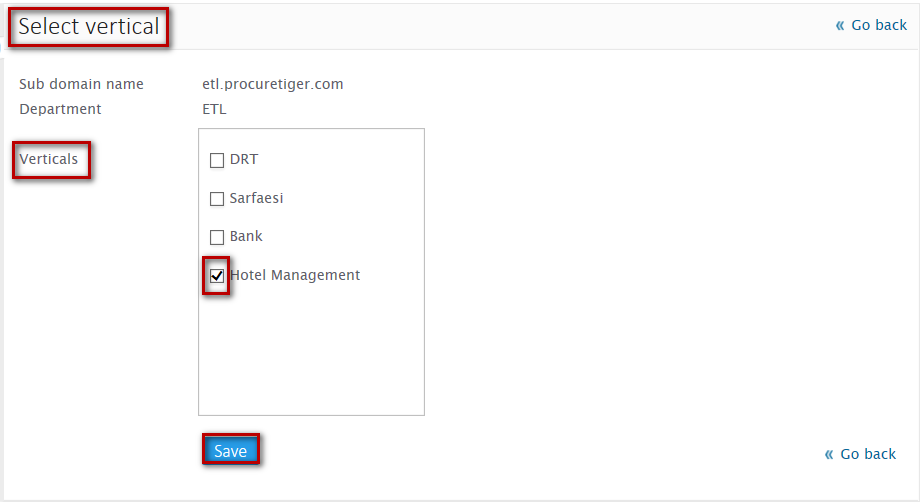 Select vertical
« Go back
Sub domain name etl.procuretiger.com
Department ETL
Verticals
DRT
Sarfaesi
Bank
Hotel Management
Save
« Go back